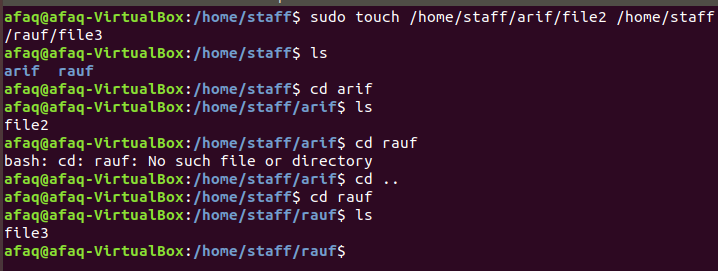 afaq@afaq-VirtualBox:/home/staff$ sudo touch /home/staff/arif/file2 /home/staff
/rauf/file3
afaq@afaq-VirtualBox:/home/staff$ ls
arif  rauf
afaq@afaq-VirtualBox:/home/staff$ cd arif
afaq@afaq-VirtualBox:/home/staff/arif$ ls
file2
afaq@afaq-VirtualBox:/home/staff/arif$ cd rauf
bash: cd: rauf: No such file or directory
afaq@afaq-VirtualBox:/home/staff/arif$ cd ..
afaq@afaq-VirtualBox:/home/staff$ cd rauf
afaq@afaq-VirtualBox:/home/staff/rauf$ ls
file3
afaq@afaq-VirtualBox:/home/staff/rauf$